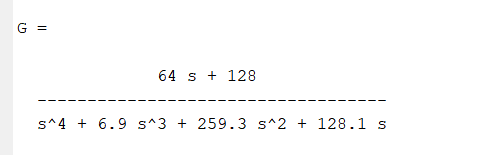 G =
64 s + 128
-----------------------------------
s^4 + 6.9 s^3 + 259.3 s^2 + 128.1 s